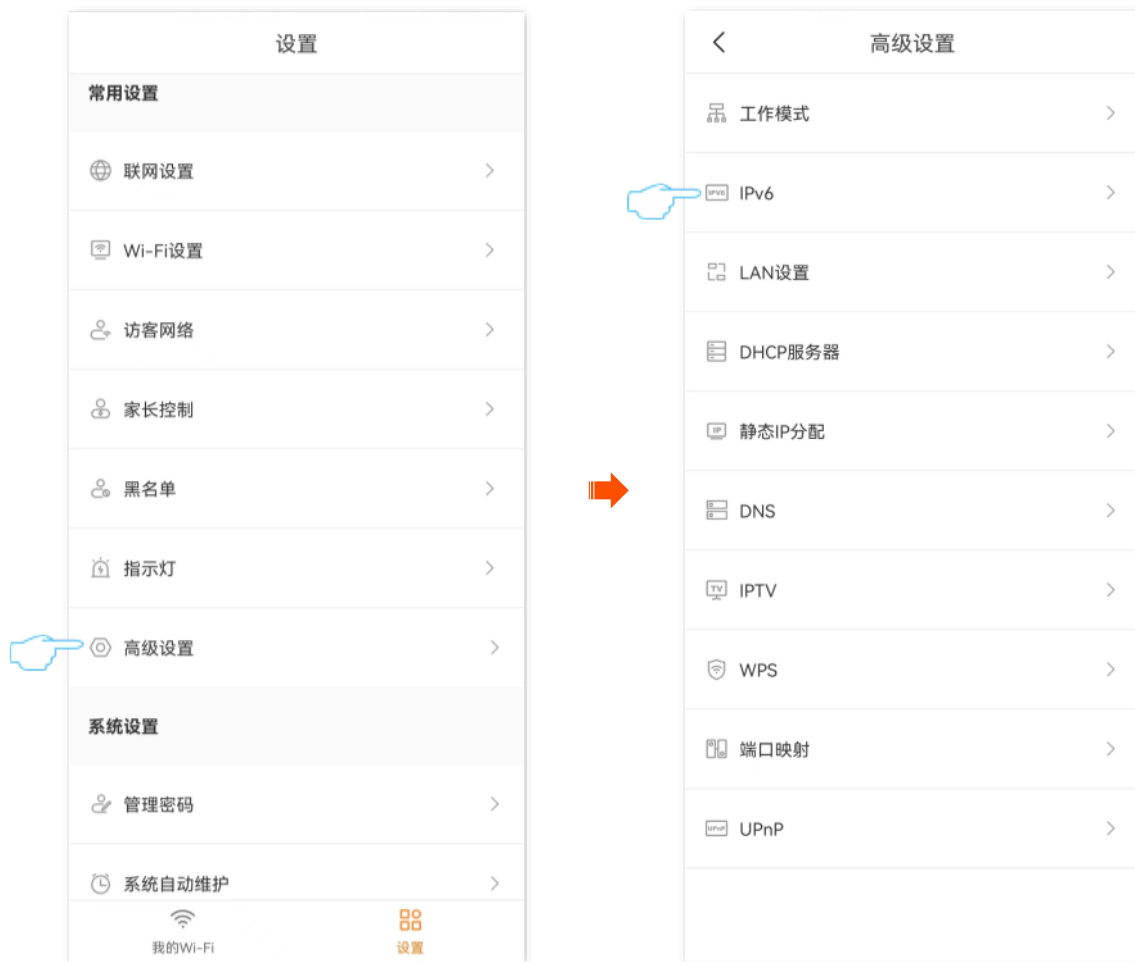 设置
常用设置
联网设置
Wi-Fi设置
访客网络
家长控制
黑名单
指示灯
高级设置
系统设置
管理密码
系统自动维护
我的Wi-Fi
设置
高级设置
工作模式
IPV6 IPv6
LAN设置
DHCP服务器
IP 静态IP分配
DNS
TV IPTV
WPS
端口映射
UPnP UPnP